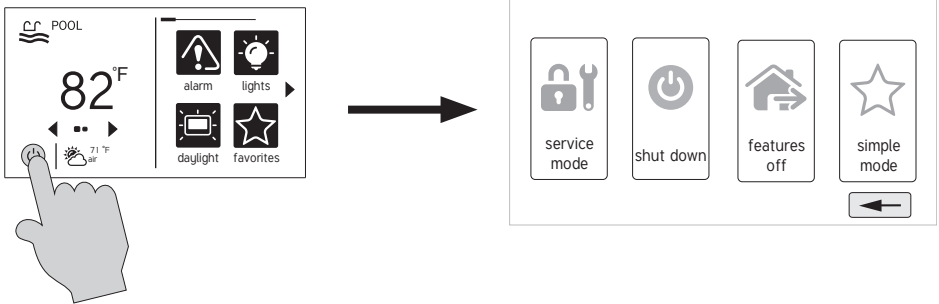 POOL
82°F
71 °F
air
alarm
lights
daylight
favorites
service
mode
shut down
features
off
simple
mode